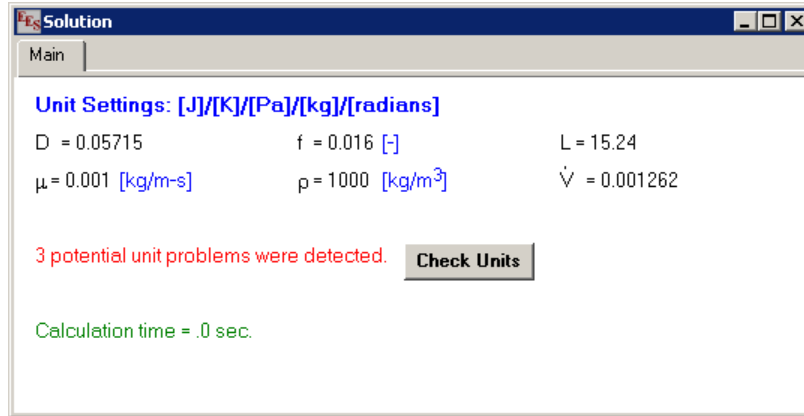 EES Solution
Main
Unit Settings: [J]/[K]/[Pa]/[kg]/[radians]
D = 0.05715 f = 0.016 [-] L = 15.24
μ = 0.001 [kg/m-s] ρ = 1000 [kg/m³] V̇ = 0.001262
3 potential unit problems were detected. Check Units
Calculation time = .0 sec.